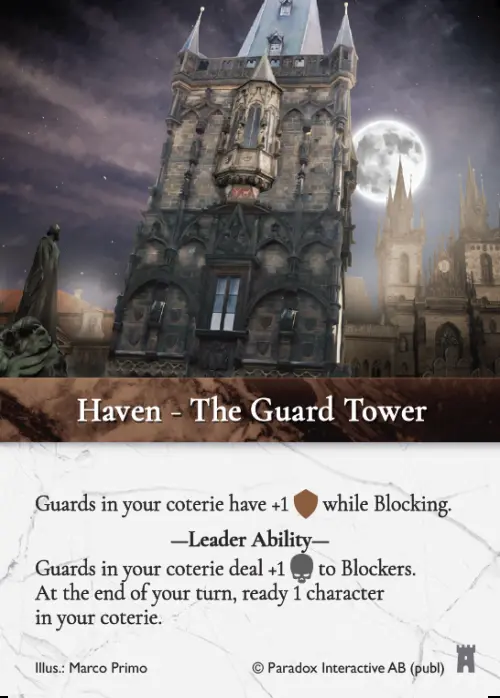 Haven - The Guard Tower
Guards in your coterie have +1 while Blocking.
—Leader Ability—
Guards in your coterie deal +1 to Blockers.
At the end of your turn, ready 1 character
in your coterie.
Illus.: Marco Primo © Paradox Interactive AB (publ)